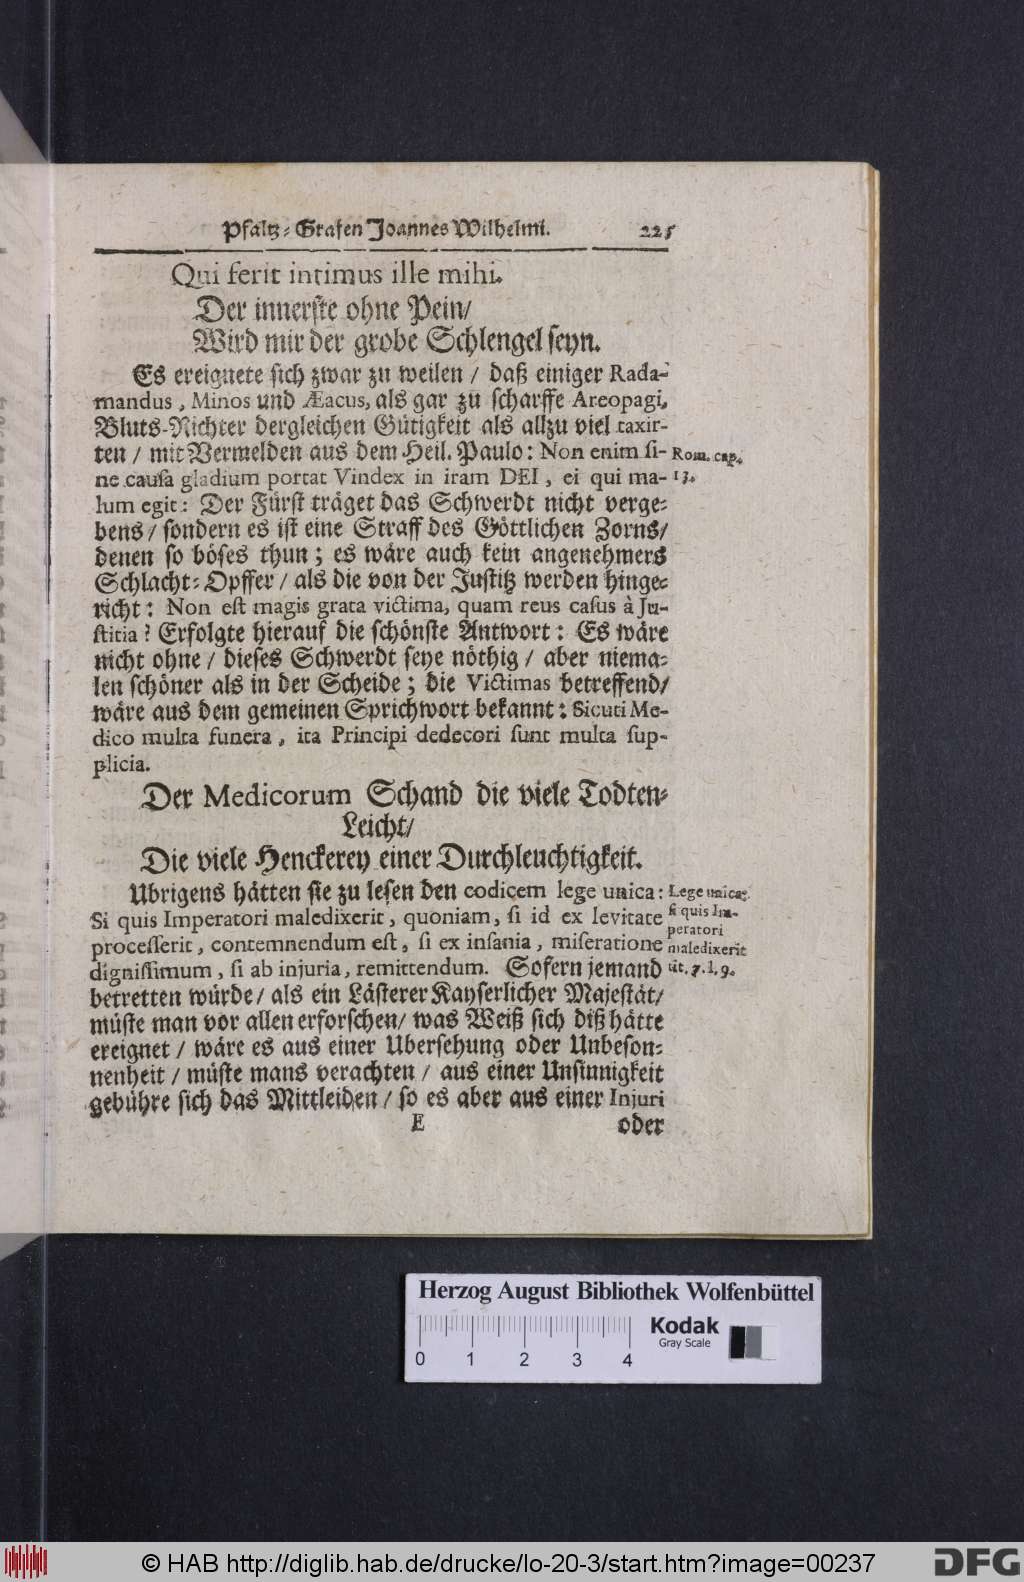 Pfaltz-Grafen Joannes Wilhelmi. 225
Qui ferit intimus ille mihi.
Der innerste ohne Pein/
Wird mir der grobe Schlengel seyn.
Es ereignete sich zwar zu weilen / daß einiger Rada-
mandus, Minos und Æacus, als gar zu scharffe Areopagi,
Bluts-Richter dergleichen Gütigkeit als allzu viel taxir-
ten / mit Vermelden aus dem Heil. Paulo: Non enim si-
Rom. cap.
ne causa gladium portat Vindex in iram DEI, ei qui ma-
13.
lum egit: Der Fürst träget das Schwerdt nicht verge-
bens/ sondern es ist eine Straff des Göttlichen Zorns/
denen so böses thun; es wäre auch kein angenehmers
Schlacht-Opffer / als die von der Justitz werden hinge-
richt: Non est magis grata victima, quam reus casus à Ju-
stitia? Erfolgte hierauf die schönste Antwort: Es wäre
nicht ohne / dieses Schwerdt seye nöthig / aber niema-
len schöner als in der Scheide; die Victimas betreffend/
wäre aus dem gemeinen Sprichwort bekannt: Sicuti Me-
dico multa funera, ita Principi dedecori sunt multa sup-
plicia.
Der Medicorum Schand die viele Todten-
Leicht/
Die viele Henckerey einer Durchleuchtigkeit.
Ubrigens hätten sie zu lesen den codicem lege unica:
Lege unica:
Si quis Imperatori maledixerit, quoniam, si id ex levitate
si quis Im-
peratori
processerit, contemnendum est, si ex insania, miseratione
maledixerit
dignissimum, si ab injuria, remittendum. Sofern jemand
tit. 7. l. 9.
betretten würde/ als ein Lästerer Kayserlicher Majestät/
müste man vor allen erforschen/ was Weiß sich diß hätte
ereignet / wäre es aus einer Ubersehung oder Unbeson-
nenheit / müste mans verachten / aus einer Unsinnigkeit
gebühre sich das Mittleiden / so es aber aus einer Injuri
E oder
Herzog August Bibliothek Wolfenbüttel
Kodak
Gray Scale
0 1 2 3 4
© HAB http://diglib.hab.de/drucke/lo-20-3/start.htm?image=00237
DFG